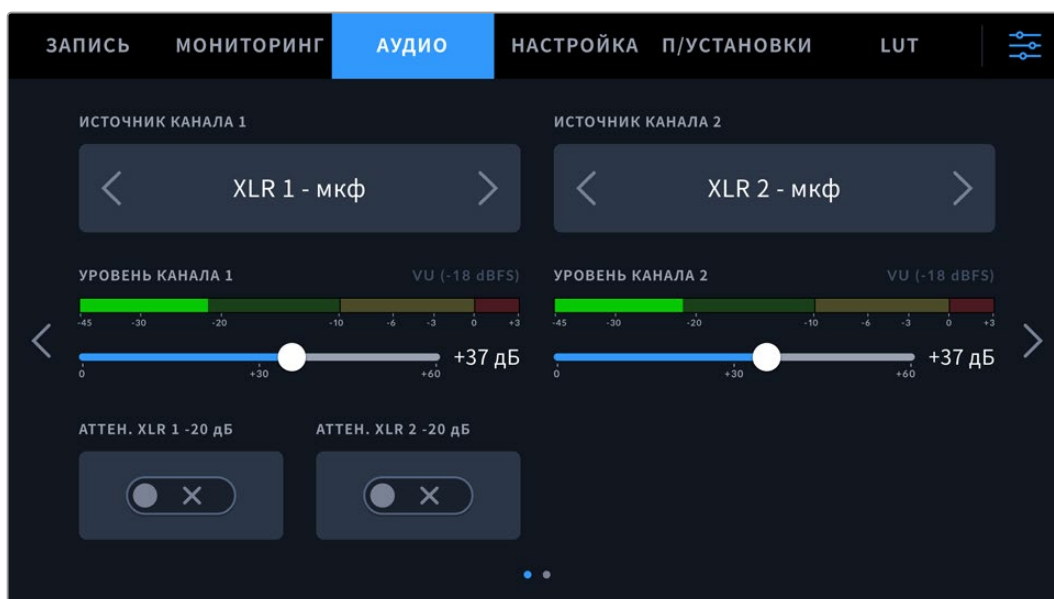 ЗАПИСЬ МОНИТОРИНГ АУДИО НАСТРОЙКА П/УСТАНОВКИ LUT
ИСТОЧНИК КАНАЛА 1 ИСТОЧНИК КАНАЛА 2
XLR 1 - мкф XLR 2 - мкф
УРОВЕНЬ КАНАЛА 1 VU (-18 dBFS) УРОВЕНЬ КАНАЛА 2 VU (-18 dBFS)
-45 -30 -20 -10 -6 -3 0 +3 -45 -30 -20 -10 -6 -3 0 +3
+37 дБ +37 дБ
0 +30 +60 0 +30 +60
АТТЕН. XLR 1 -20 дБ АТТЕН. XLR 2 -20 дБ